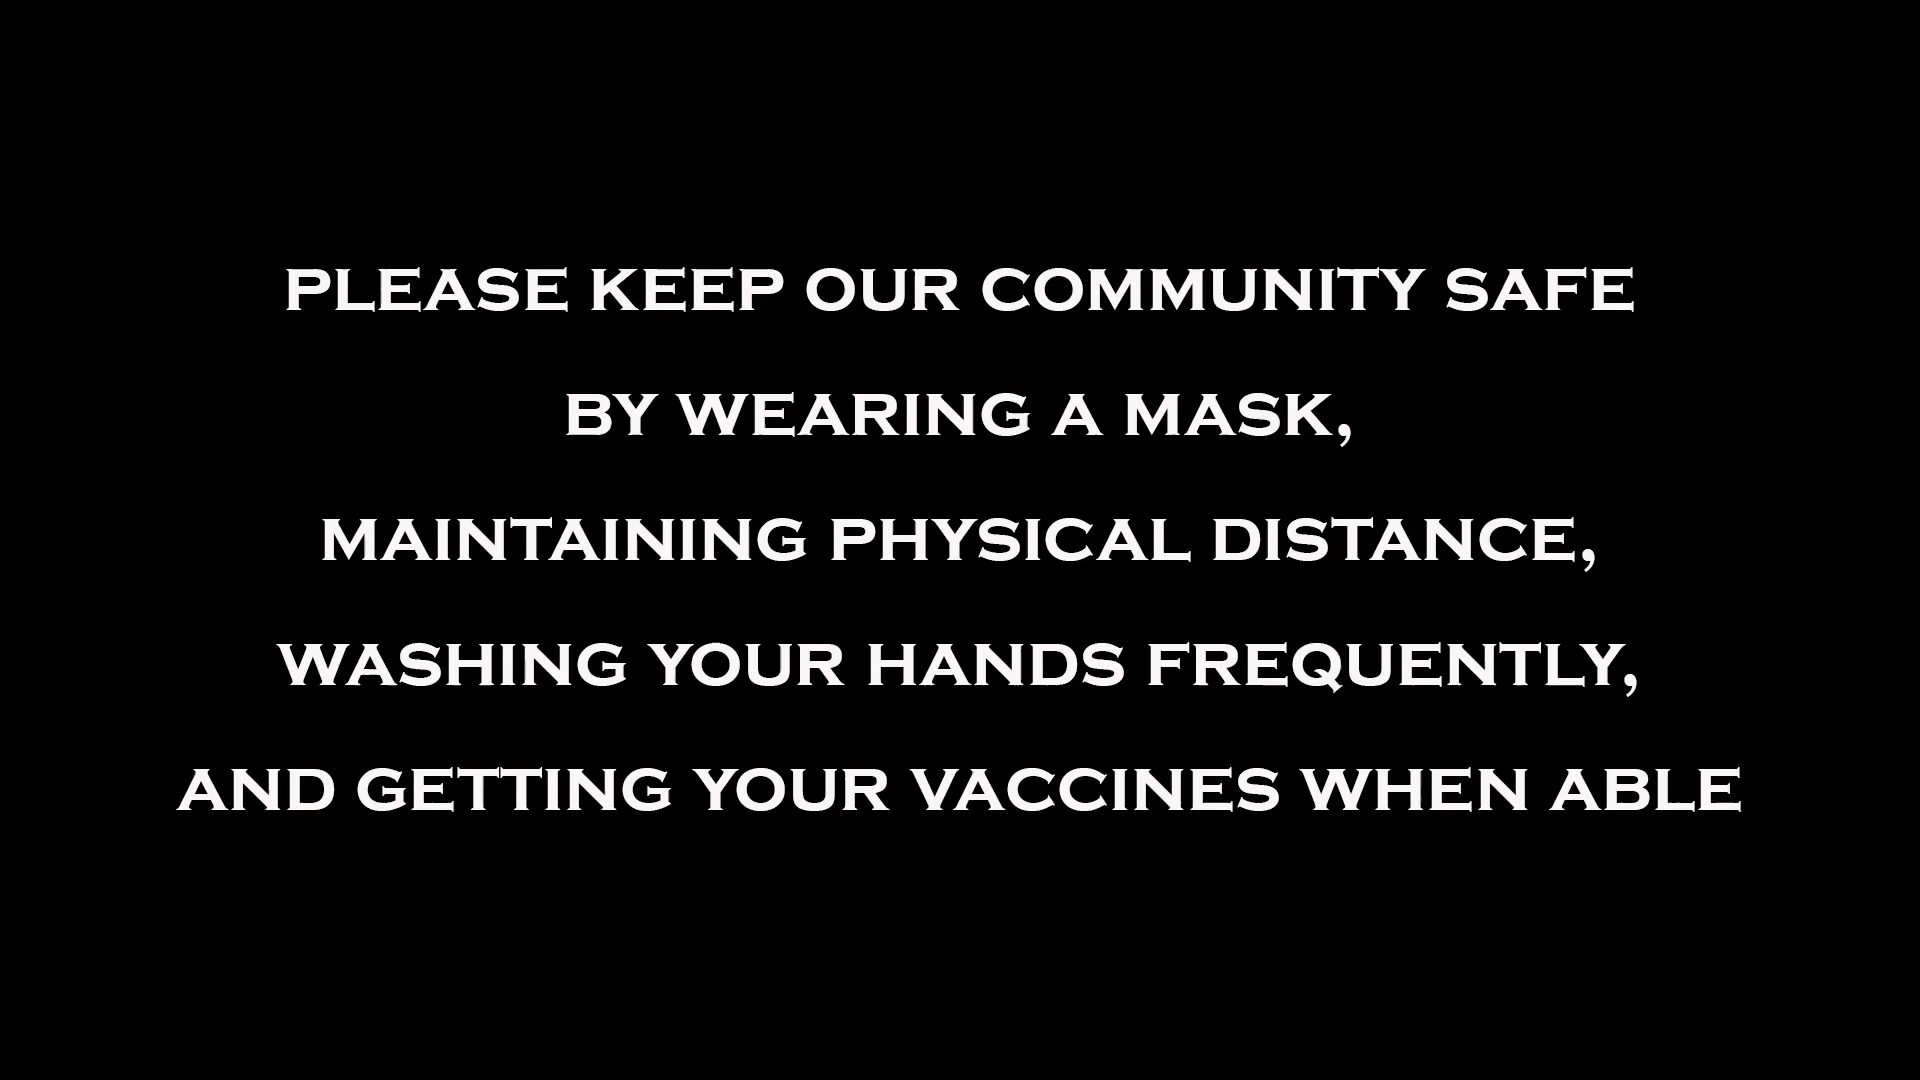 PLEASE KEEP OUR COMMUNITY SAFE
BY WEARING A MASK,
MAINTAINING PHYSICAL DISTANCE,
WASHING YOUR HANDS FREQUENTLY,
AND GETTING YOUR VACCINES WHEN ABLE